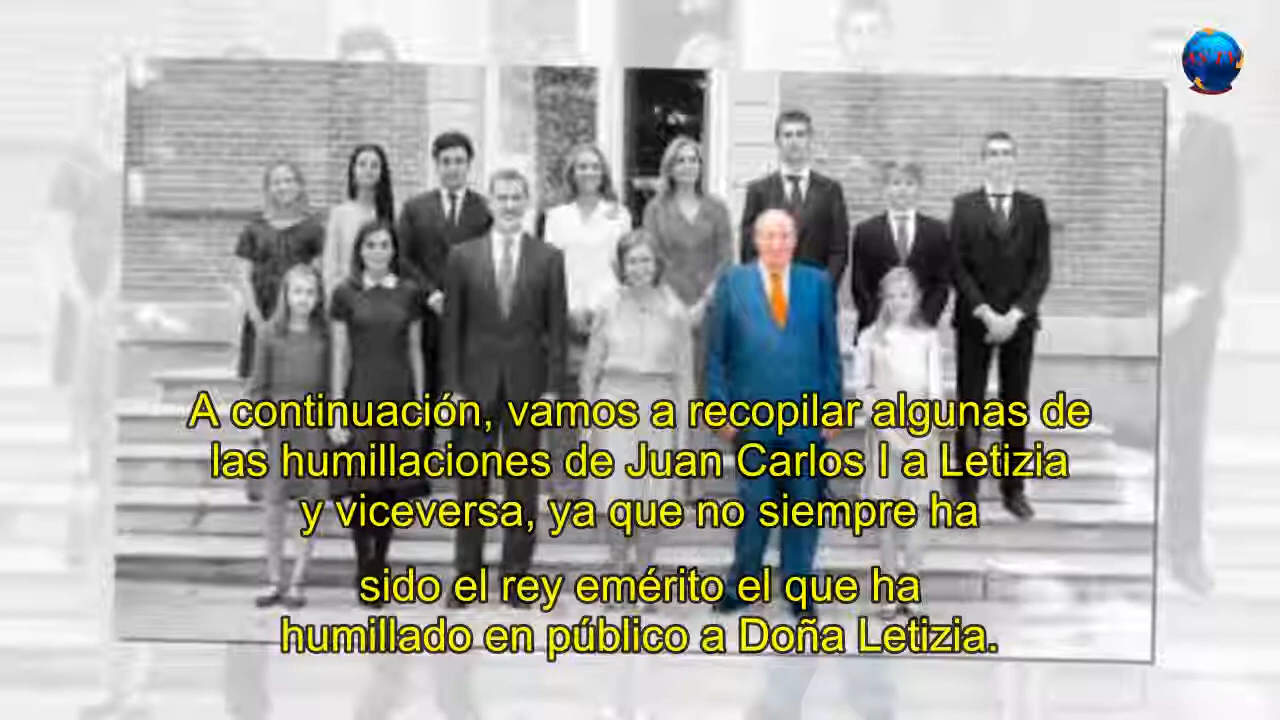 A continuación, vamos a recopilar algunas de
las humillaciones de Juan Carlos I a Letizia
y viceversa, ya que no siempre ha
sido el rey emérito el que ha
humillado en público a Doña Letizia.